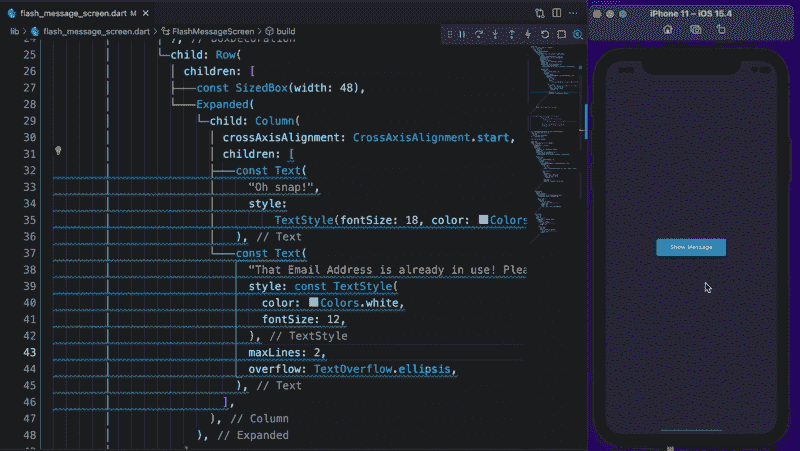 flash_message_screen.dart M
lib > flash_message_screen.dart > FlashMessageScreen > build
24 ), // BoxDecoration
25 child: Row(
26 children: [
27 const SizedBox(width: 48),
28 Expanded(
29 child: Column(
30 crossAxisAlignment: CrossAxisAlignment.start,
31 children: [
32 const Text(
33 "Oh snap!",
34 style:
35 TextStyle(fontSize: 18, color: Colors
36 ), // Text
37 const Text(
38 "That Email Address is already in use! Plea
39 style: const TextStyle(
40 color: Colors.white,
41 fontSize: 12,
42 ), // TextStyle
43 maxLines: 2,
44 overflow: TextOverflow.ellipsis,
45 ), // Text
46 ],
47 ), // Column
48 ), // Expanded
iPhone 11 – iOS 15.4
Show Message